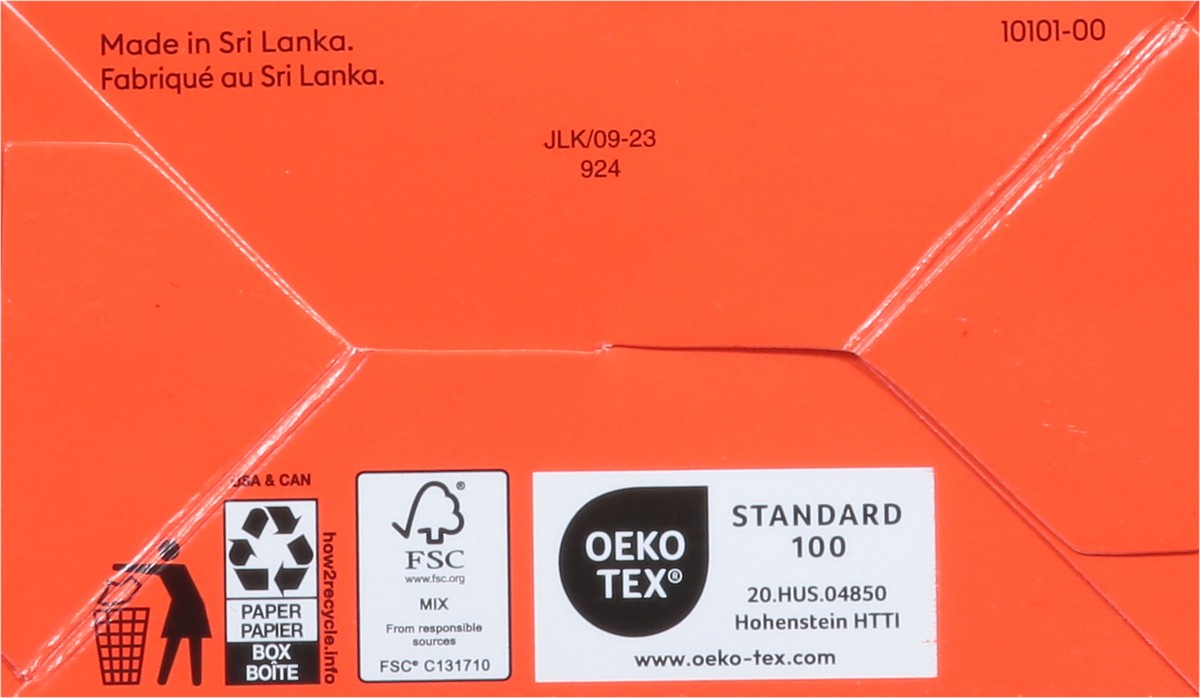 Made in Sri Lanka.
Fabriqué au Sri Lanka.
10101-00
JLK/09-23
924
USA & CAN
PAPER
PAPIER
BOX
BOÎTE
how2recycle.info
FSC®
www.fsc.org
MIX
From responsible
sources
FSC® C131710
OEKO
TEX®
STANDARD
100
20.HUS.04850
Hohenstein HTTI
www.oeko-tex.com